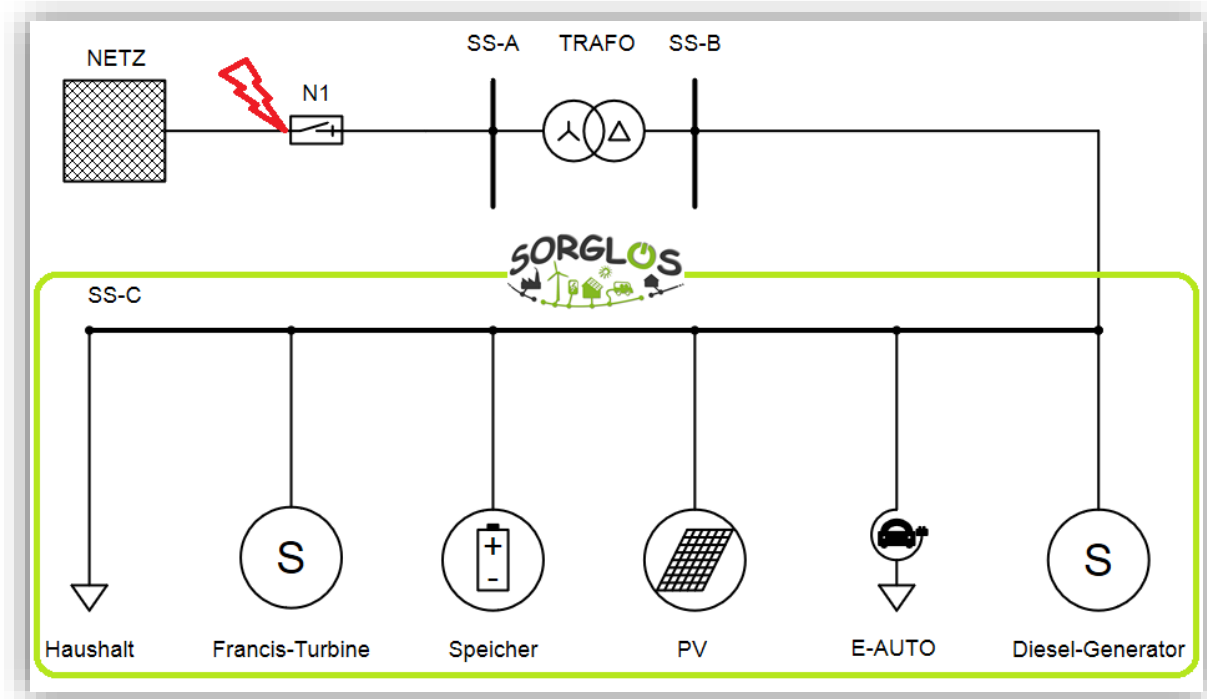 NETZ
N1
SS-A
TRAFO
SS-B
SORGLOS
SS-C
S
+
-
S
Haushalt
Francis-Turbine
Speicher
PV
E-AUTO
Diesel-Generator